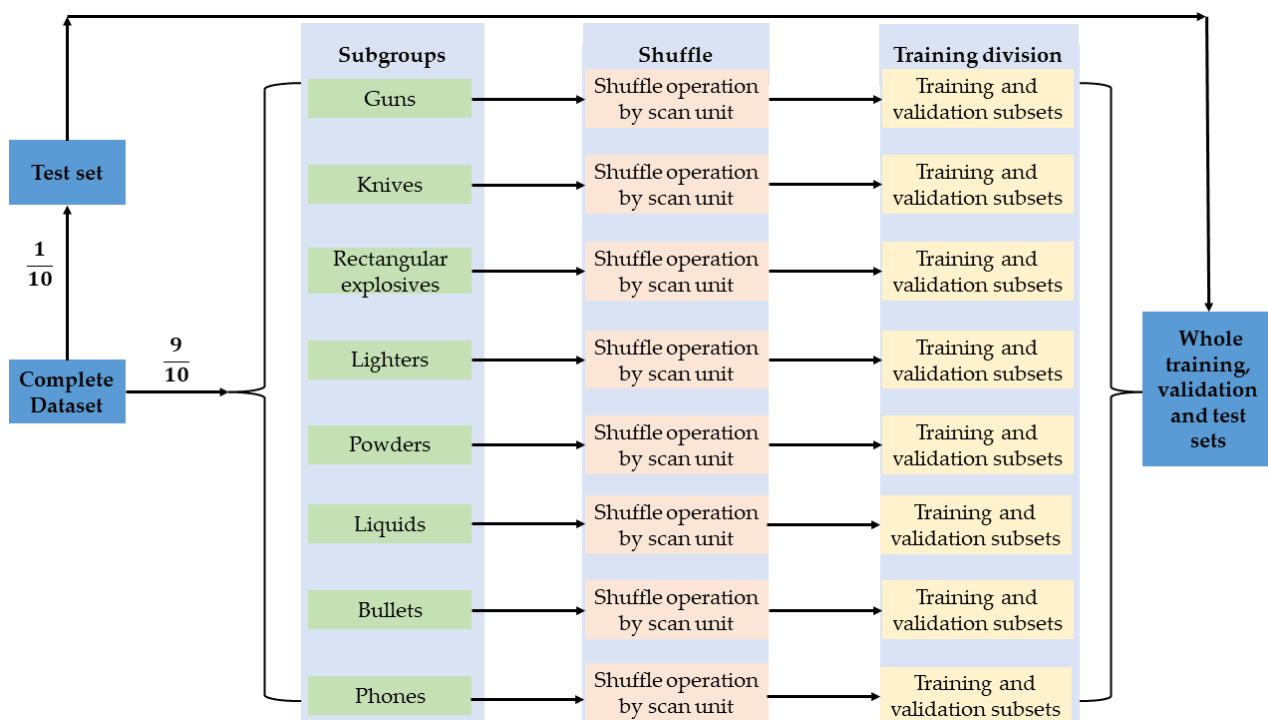 Subgroups
Shuffle
Training division
Guns
Shuffle operation
by scan unit
Training and
validation subsets
Test set
Knives
Shuffle operation
by scan unit
Training and
validation subsets
1
10
Rectangular
explosives
Shuffle operation
by scan unit
Training and
validation subsets
9
10
Complete
Dataset
Lighters
Shuffle operation
by scan unit
Training and
validation subsets
Whole
training,
validation
and test
sets
Powders
Shuffle operation
by scan unit
Training and
validation subsets
Liquids
Shuffle operation
by scan unit
Training and
validation subsets
Bullets
Shuffle operation
by scan unit
Training and
validation subsets
Phones
Shuffle operation
by scan unit
Training and
validation subsets